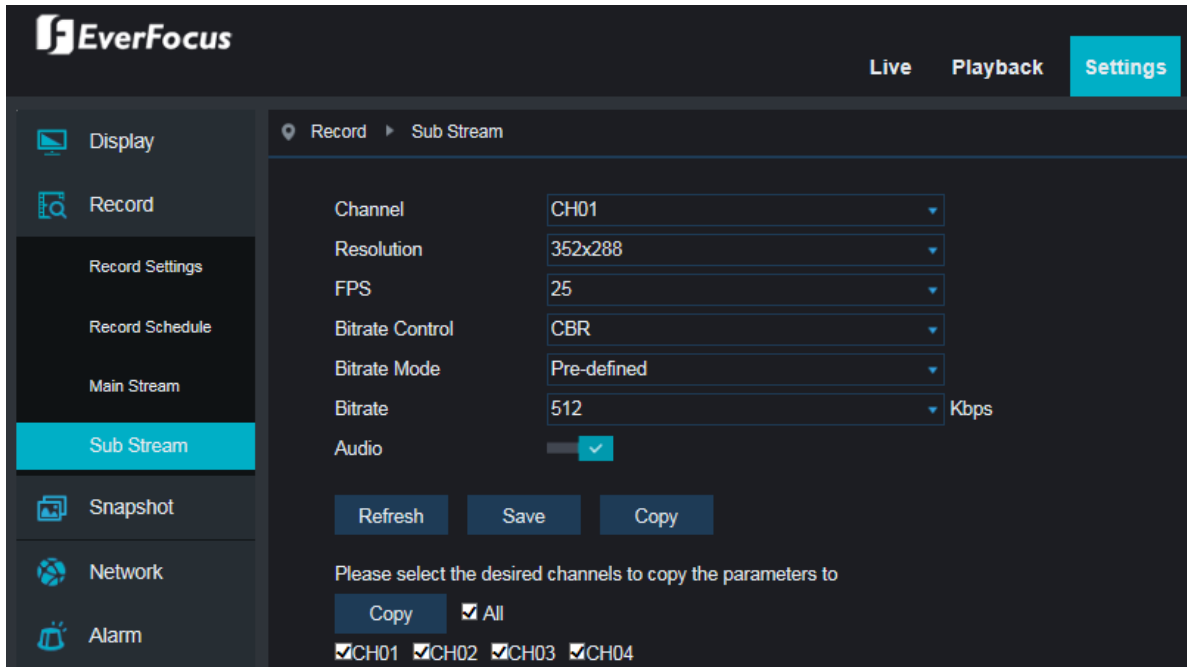 EverFocus
Live Playback Settings
Display
Record
Record Settings
Record Schedule
Main Stream
Sub Stream
Snapshot
Network
Alarm
Record Sub Stream
Channel CH01
Resolution 352x288
FPS 25
Bitrate Control CBR
Bitrate Mode Pre-defined
Bitrate 512 Kbps
Audio
Refresh Save Copy
Please select the desired channels to copy the parameters to
Copy All
CH01 CH02 CH03 CH04